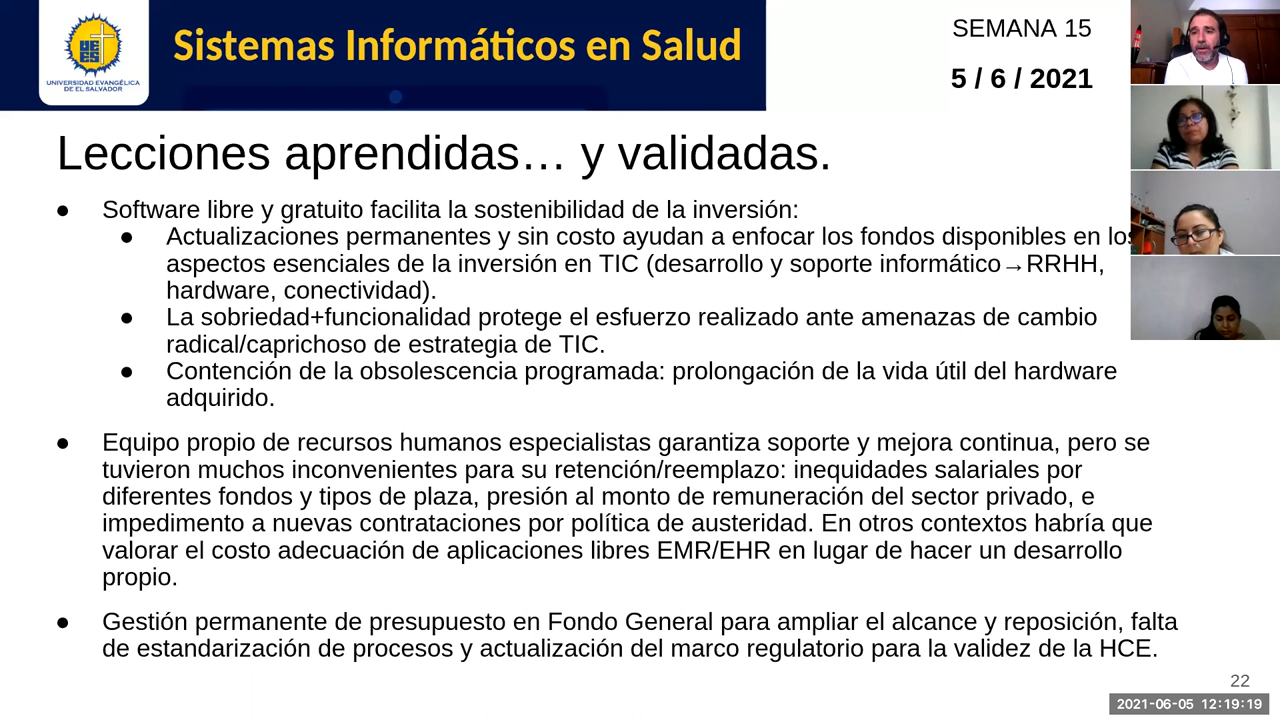 UEES
UNIVERSIDAD EVANGÉLICA
DE EL SALVADOR
Sistemas Informáticos en Salud
SEMANA 15
5 / 6 / 2021
Lecciones aprendidas… y validadas.
● Software libre y gratuito facilita la sostenibilidad de la inversión:
● Actualizaciones permanentes y sin costo ayudan a enfocar los fondos disponibles en los
aspectos esenciales de la inversión en TIC (desarrollo y soporte informático→RRHH,
hardware, conectividad).
● La sobriedad+funcionalidad protege el esfuerzo realizado ante amenazas de cambio
radical/caprichoso de estrategia de TIC.
● Contención de la obsolescencia programada: prolongación de la vida útil del hardware
adquirido.
● Equipo propio de recursos humanos especialistas garantiza soporte y mejora continua, pero se
tuvieron muchos inconvenientes para su retención/reemplazo: inequidades salariales por
diferentes fondos y tipos de plaza, presión al monto de remuneración del sector privado, e
impedimento a nuevas contrataciones por política de austeridad. En otros contextos habría que
valorar el costo adecuación de aplicaciones libres EMR/EHR en lugar de hacer un desarrollo
propio.
● Gestión permanente de presupuesto en Fondo General para ampliar el alcance y reposición, falta
de estandarización de procesos y actualización del marco regulatorio para la validez de la HCE.
22
2021-06-05 12:19:19